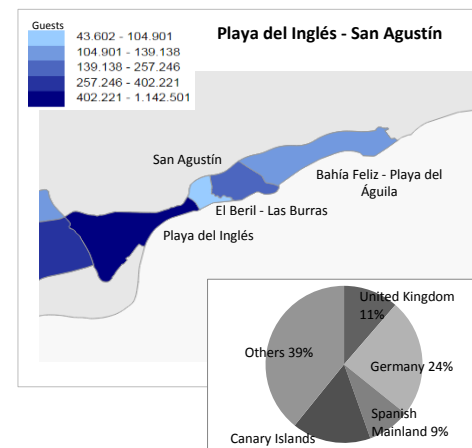 Guests
43.602 - 104.901
104.901 - 139.138
139.138 - 257.246
257.246 - 402.221
402.221 - 1.142.501
Playa del Inglés - San Agustín
San Agustín
Bahía Feliz - Playa del
Águila
El Beril - Las Burras
Playa del Inglés
United Kingdom
11%
Others 39%
Germany 24%
Spanish
Mainland 9%
Canary Islands